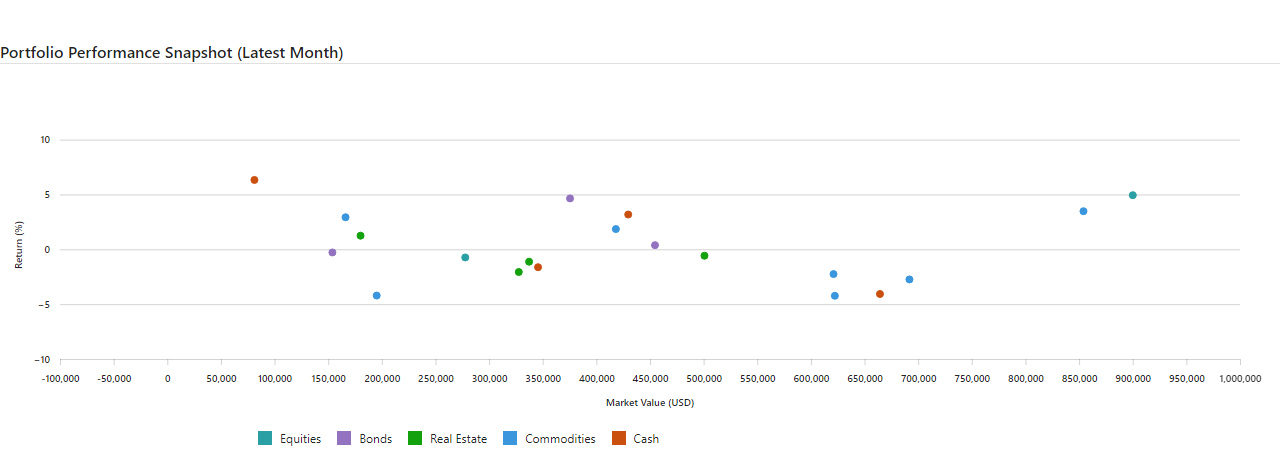 Portfolio Performance Snapshot (Latest Month)
10
5
0
−5
−10
Return (%)
-100,000 -50,000 0 50,000 100,000 150,000 200,000 250,000 300,000 350,000 400,000 450,000 500,000 550,000 600,000 650,000 700,000 750,000 800,000 850,000 900,000 950,000 1,000,000
Market Value (USD)
Equities Bonds Real Estate Commodities Cash